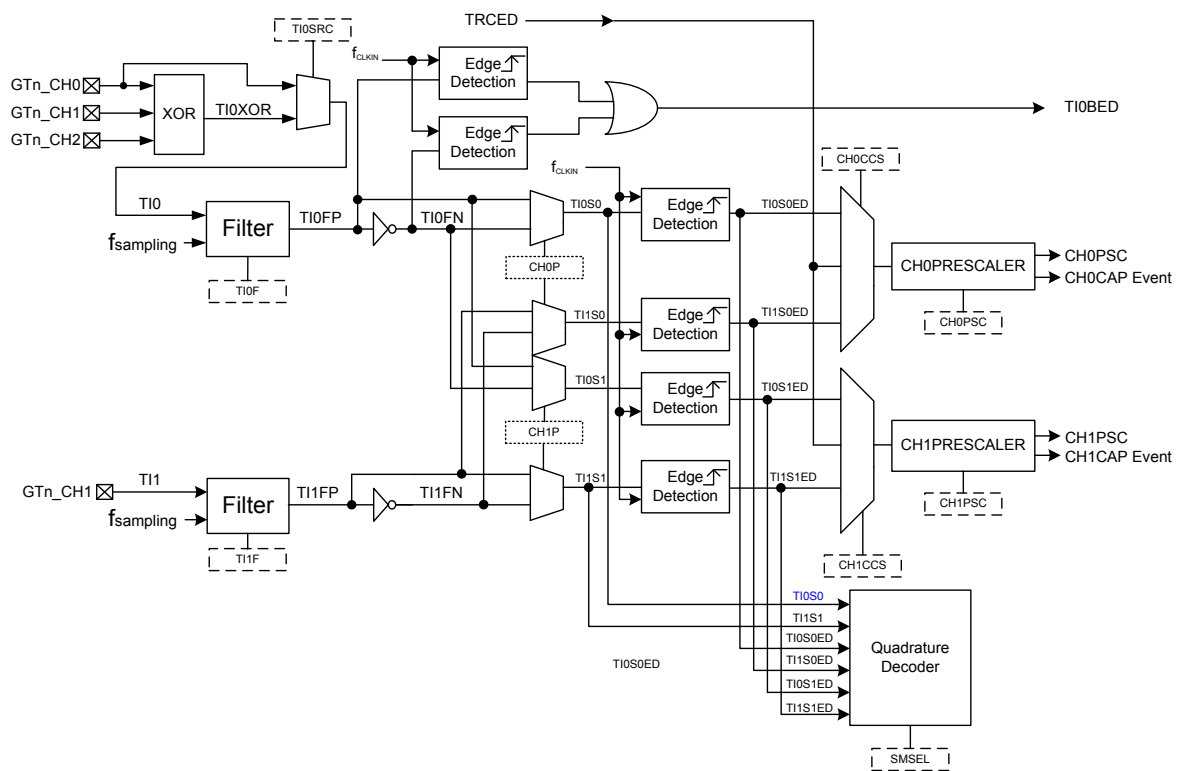 TRCED
TI0SRC
fCLKIN
Edge
Detection
GTn_CH0
GTn_CH1
GTn_CH2
XOR
TI0XOR
TI0BED
Edge
Detection
fCLKIN
CH0CCS
TI0
fsampling
Filter
TI0FP
TI0FN
TI0S0
Edge
Detection
TI0S0ED
TI0F
CH0P
CH0PRESCALER
CH0PSC
CH0CAP Event
CH0PSC
TI1S0
Edge
Detection
TI1S0ED
TI0S1
Edge
Detection
TI0S1ED
CH1P
CH1PRESCALER
CH1PSC
CH1CAP Event
CH1PSC
GTn_CH1
TI1
fsampling
Filter
TI1FP
TI1FN
TI1S1
Edge
Detection
TI1S1ED
TI1F
CH1CCS
TI0S0
TI1S1
TI0S0ED
TI1S0ED
TI0S1ED
TI1S1ED
TI0S0ED
Quadrature
Decoder
SMSEL